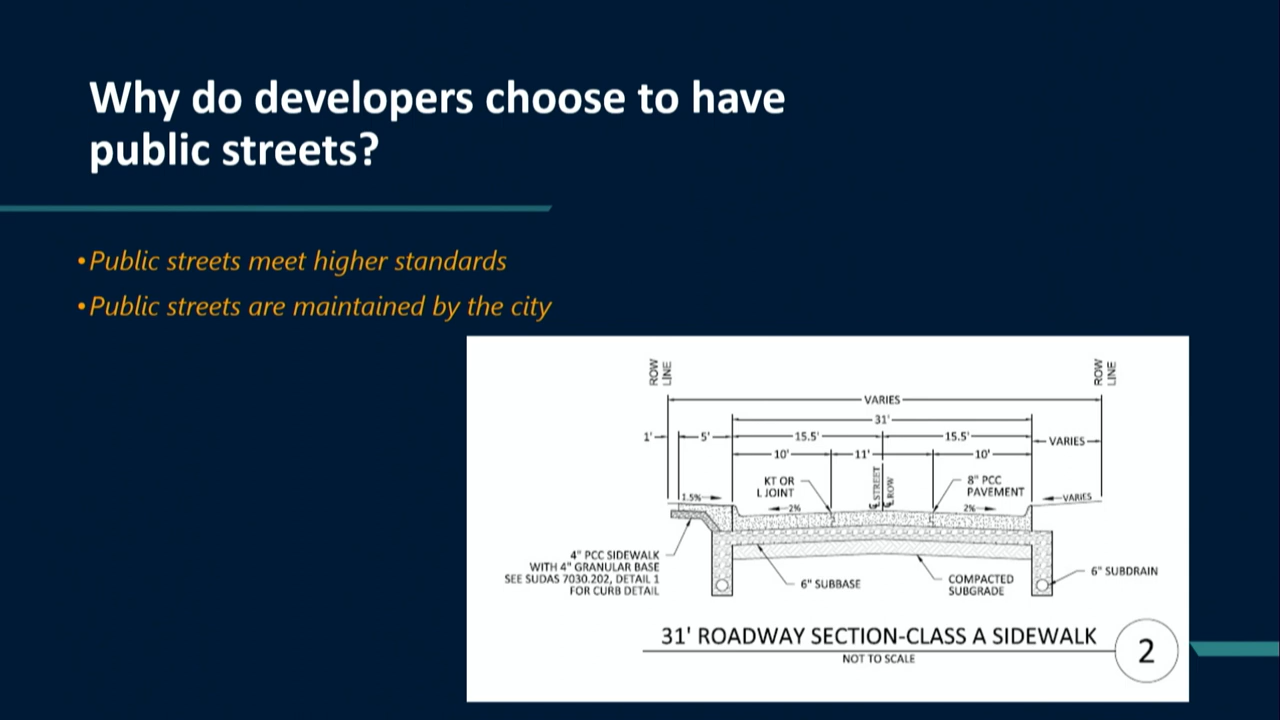 Why do developers choose to have
public streets?
•Public streets meet higher standards
•Public streets are maintained by the city
ROW
LINE
ROW
LINE
VARIES
31'
1'
5'
15.5'
15.5'
VARIES
10'
11'
10'
KT OR
L JOINT
℄ STREET
℄ ROW
8" PCC
PAVEMENT
1.5%
2%
2%
VARIES
4" PCC SIDEWALK
WITH 4" GRANULAR BASE
SEE SUDAS 7030.202, DETAIL 1
FOR CURB DETAIL
6" SUBBASE
COMPACTED
SUBGRADE
6" SUBDRAIN
31' ROADWAY SECTION-CLASS A SIDEWALK
NOT TO SCALE
2